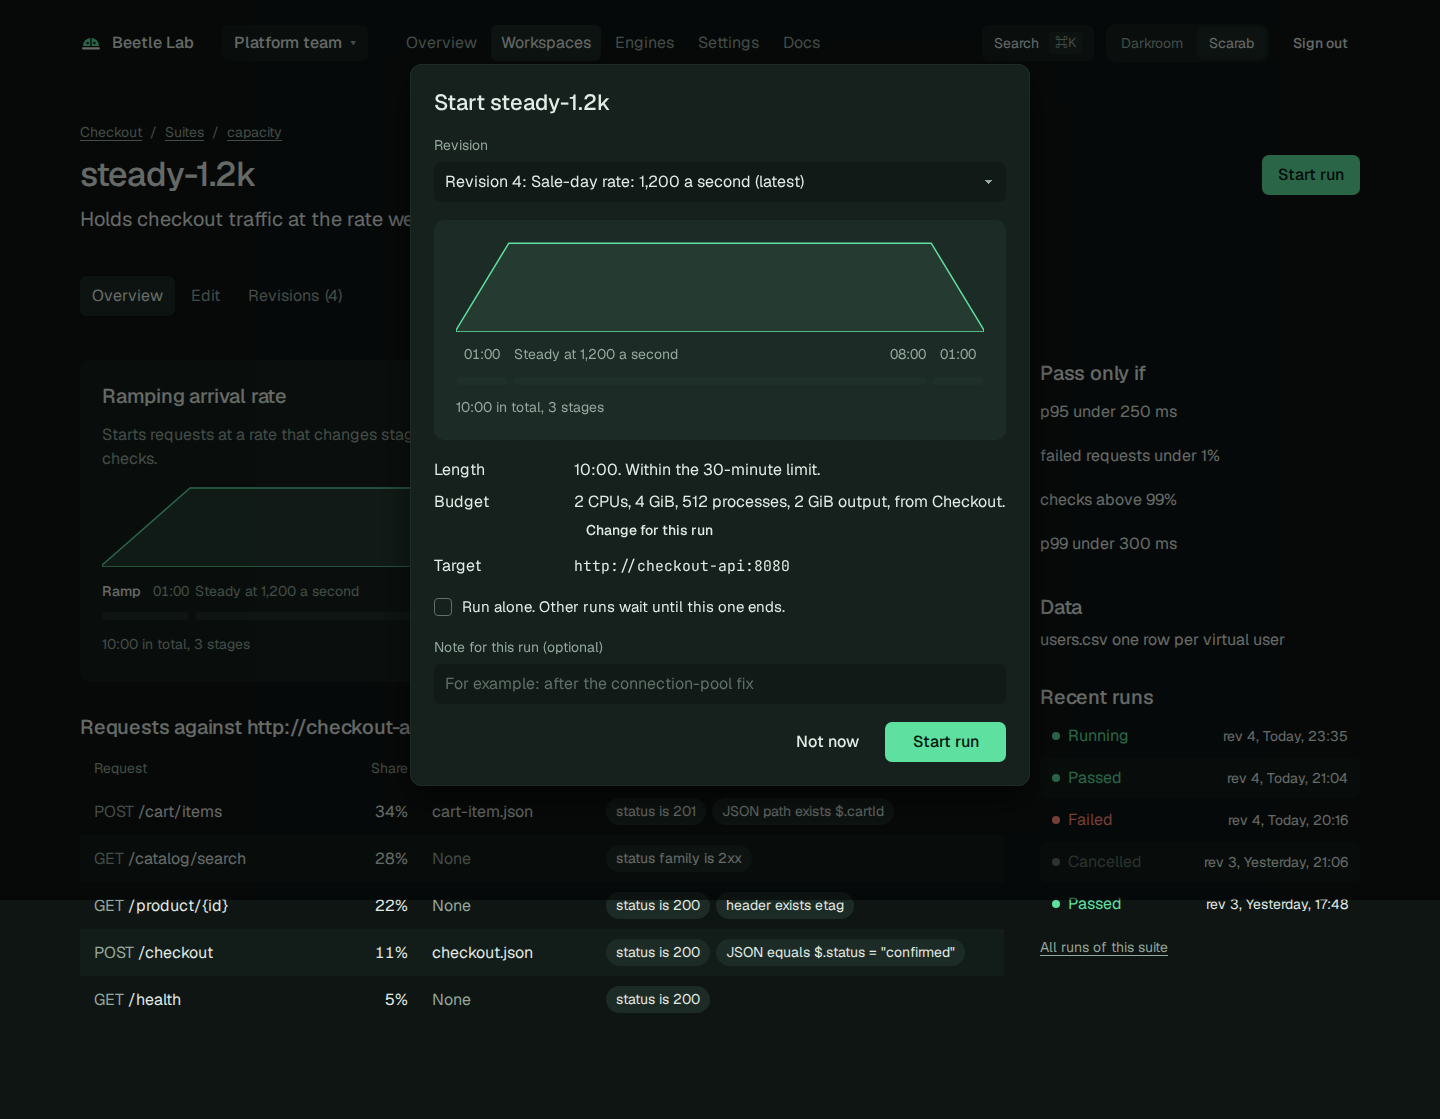 Beetle Lab
Platform team
Overview
Workspaces
Engines
Settings
Docs
Search ⌘K
Darkroom
Scarab
Sign out
Checkout / Suites / capacity
steady-1.2k
Holds checkout traffic at the rate we
Start run
Overview
Edit
Revisions (4)
Ramping arrival rate
Starts requests at a rate that changes stag
checks.
Ramp 01:00 Steady at 1,200 a second
10:00 in total, 3 stages
Requests against http://checkout-a
Request Share
POST /cart/items 34% cart-item.json status is 201 JSON path exists $.cartId
GET /catalog/search 28% None status family is 2xx
GET /product/{id} 22% None status is 200 header exists etag
POST /checkout 11% checkout.json status is 200 JSON equals $.status = "confirmed"
GET /health 5% None status is 200
Start steady-1.2k
Revision
Revision 4: Sale-day rate: 1,200 a second (latest)
01:00 Steady at 1,200 a second 08:00 01:00
10:00 in total, 3 stages
Length 10:00. Within the 30-minute limit.
Budget 2 CPUs, 4 GiB, 512 processes, 2 GiB output, from Checkout.
Change for this run
Target http://checkout-api:8080
Run alone. Other runs wait until this one ends.
Note for this run (optional)
For example: after the connection-pool fix
Not now
Start run
Pass only if
p95 under 250 ms
failed requests under 1%
checks above 99%
p99 under 300 ms
Data
users.csv one row per virtual user
Recent runs
Running rev 4, Today, 23:35
Passed rev 4, Today, 21:04
Failed rev 4, Today, 20:16
Cancelled rev 3, Yesterday, 21:06
Passed rev 3, Yesterday, 17:48
All runs of this suite